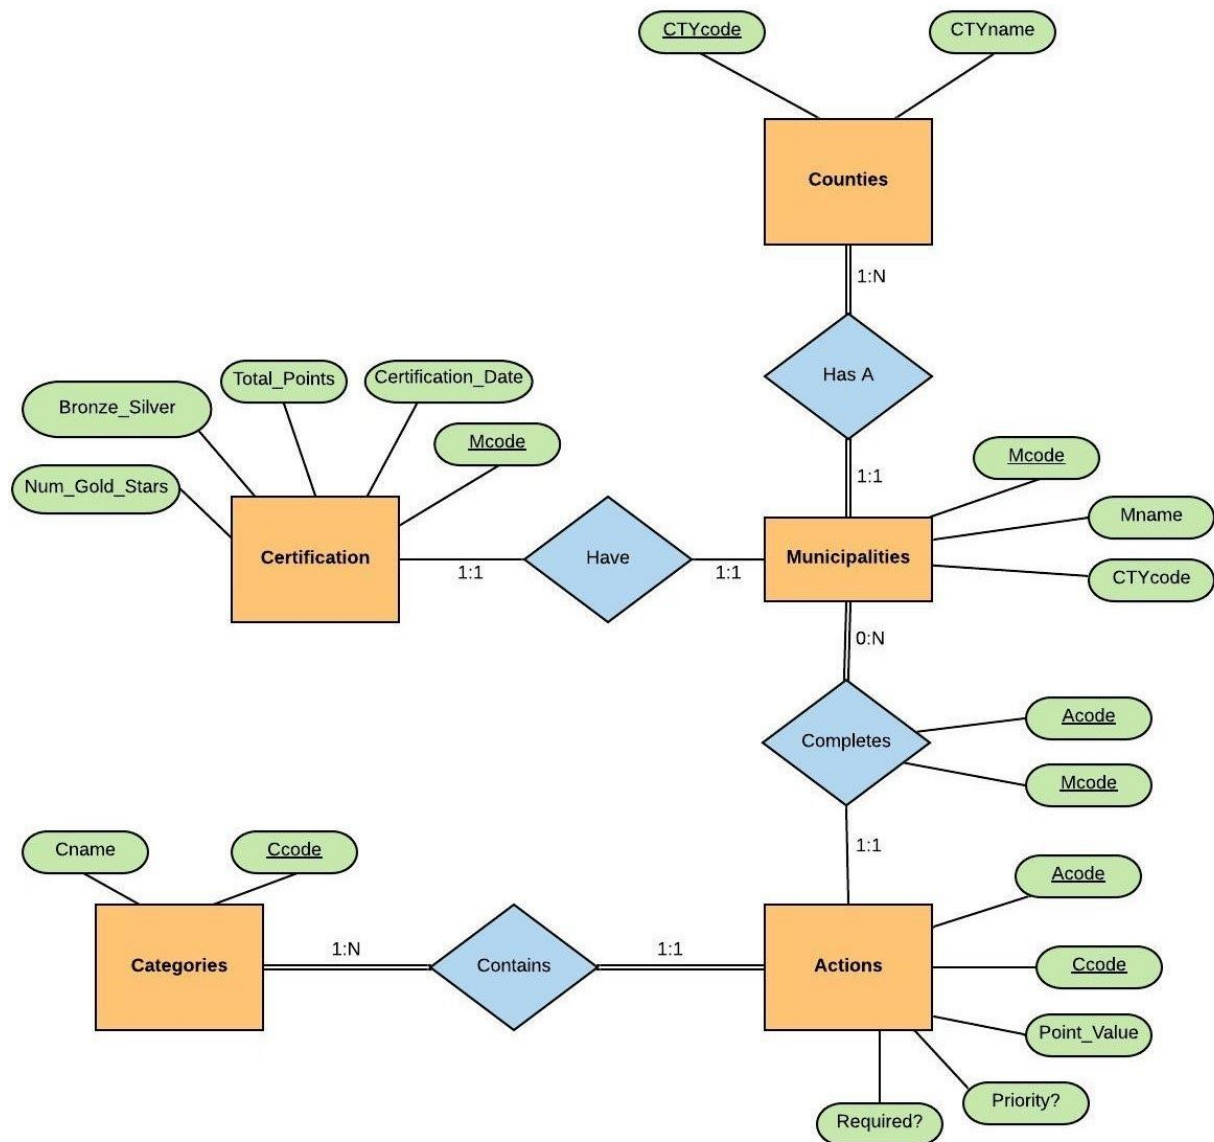 CTYcode
CTYname
Counties
1:N
Has A
1:1
Total_Points
Certification_Date
Bronze_Silver
Mcode
Num_Gold_Stars
Certification
1:1
Have
1:1
Municipalities
Mcode
Mname
CTYcode
0:N
Completes
Acode
Mcode
1:1
Cname
Ccode
Categories
1:N
Contains
1:1
Actions
Acode
Ccode
Point_Value
Priority?
Required?